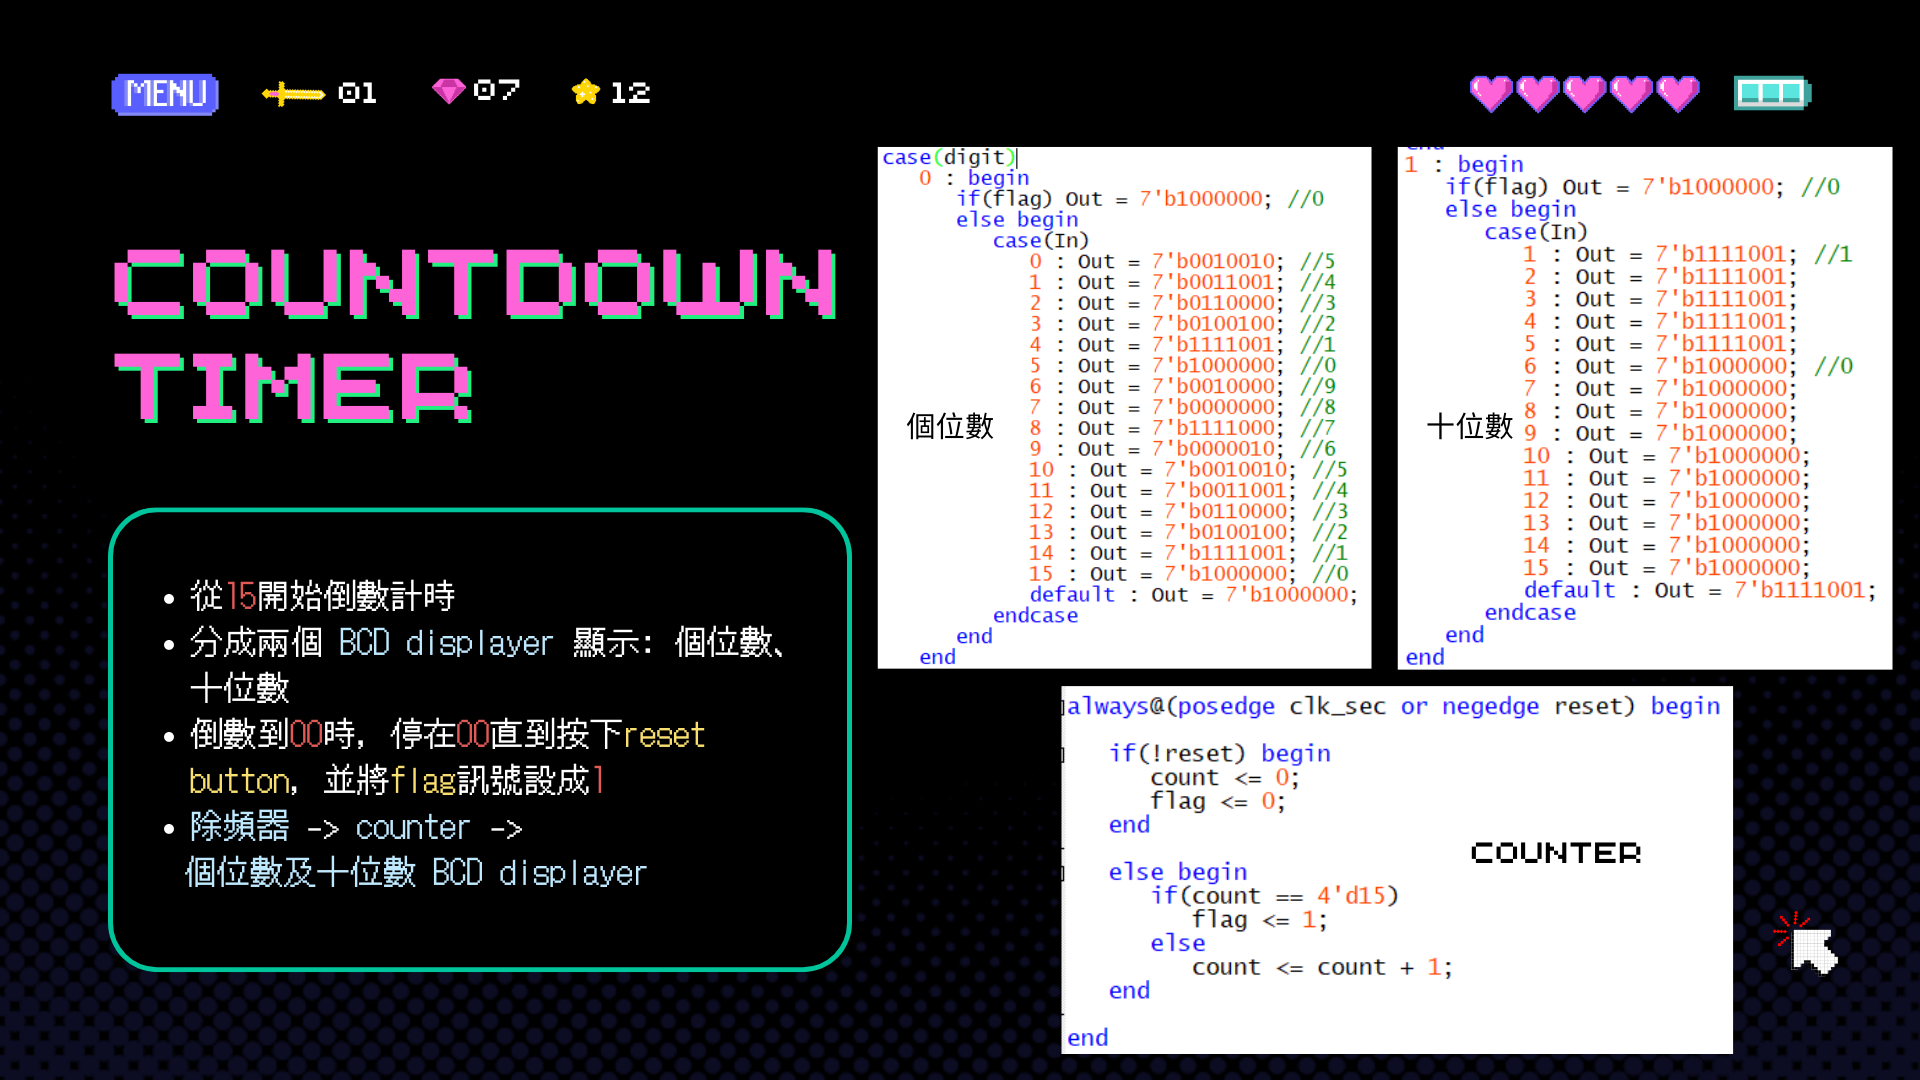 MENU 01 07 12
COUNTDOWN
TIMER
• 從15開始倒數計時
• 分成兩個 BCD displayer 顯示: 個位數、
十位數
• 倒數到00時, 停在00直到按下reset
button, 並將flag訊號設成1
• 除頻器 -> counter ->
個位數及十位數 BCD displayer
case(digit)
0 : begin
if(flag) Out = 7'b1000000; //0
else begin
case(In)
0 : Out = 7'b0010010; //5
1 : Out = 7'b0011001; //4
2 : Out = 7'b0110000; //3
3 : Out = 7'b0100100; //2
4 : Out = 7'b1111001; //1
5 : Out = 7'b1000000; //0
6 : Out = 7'b0010000; //9
7 : Out = 7'b0000000; //8
8 : Out = 7'b1111000; //7
9 : Out = 7'b0000010; //6
10 : Out = 7'b0010010; //5
11 : Out = 7'b0011001; //4
12 : Out = 7'b0110000; //3
13 : Out = 7'b0100100; //2
14 : Out = 7'b1111001; //1
15 : Out = 7'b1000000; //0
default : Out = 7'b1000000;
endcase
end
end
個位數
end
1 : begin
if(flag) Out = 7'b1000000; //0
else begin
case(In)
1 : Out = 7'b1111001; //1
2 : Out = 7'b1111001;
3 : Out = 7'b1111001;
4 : Out = 7'b1111001;
5 : Out = 7'b1111001;
6 : Out = 7'b1000000; //0
7 : Out = 7'b1000000;
8 : Out = 7'b1000000;
9 : Out = 7'b1000000;
10 : Out = 7'b1000000;
11 : Out = 7'b1000000;
12 : Out = 7'b1000000;
13 : Out = 7'b1000000;
14 : Out = 7'b1000000;
15 : Out = 7'b1000000;
default : Out = 7'b1111001;
endcase
end
end
十位數
always@(posedge clk_sec or negedge reset) begin
if(!reset) begin
count <= 0;
flag <= 0;
end
else begin
if(count == 4'd15)
flag <= 1;
else
count <= count + 1;
end
end
COUNTER